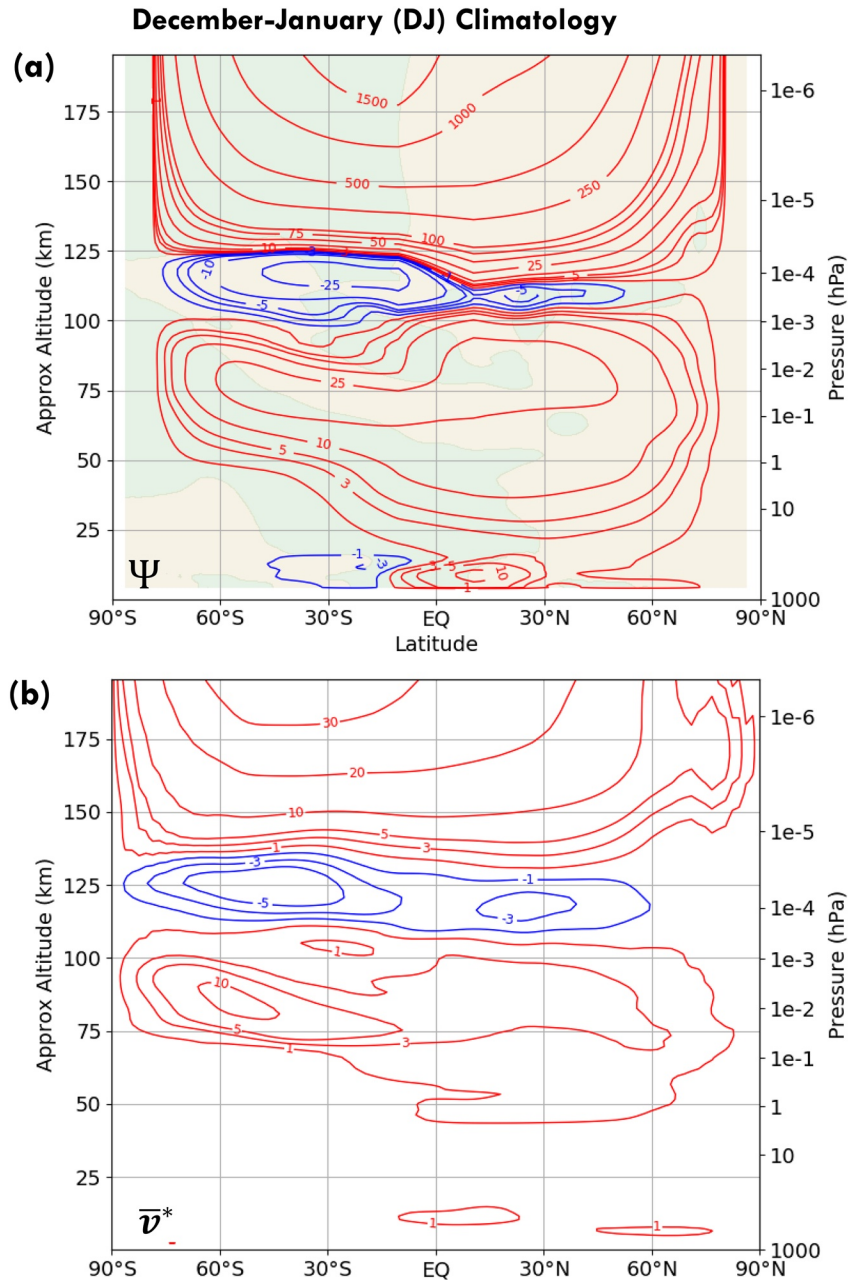 December-January (DJ) Climatology
(a)
1500
1000
1e-6
175
150
500
250
1e-5
75
50
100
125
10
25
5
1e-4
-10
-25
-5
-5
100
1e-3
1e-2
75
25
1e-1
10
50
5
1
3
10
25
-1
-3
3
5
10
1
Ψ
1000
90°S
60°S
30°S
EQ
30°N
60°N
90°N
Latitude
Approx Altitude (km)
Pressure (hPa)
(b)
30
1e-6
175
20
150
10
5
1e-5
1
3
-3
125
-1
-5
-3
1e-4
100
1
1e-3
10
1e-2
75
5
3
1
1e-1
50
1
10
25
1
1
v̅*
1000
90°S
60°S
30°S
EQ
30°N
60°N
90°N
Approx Altitude (km)
Pressure (hPa)